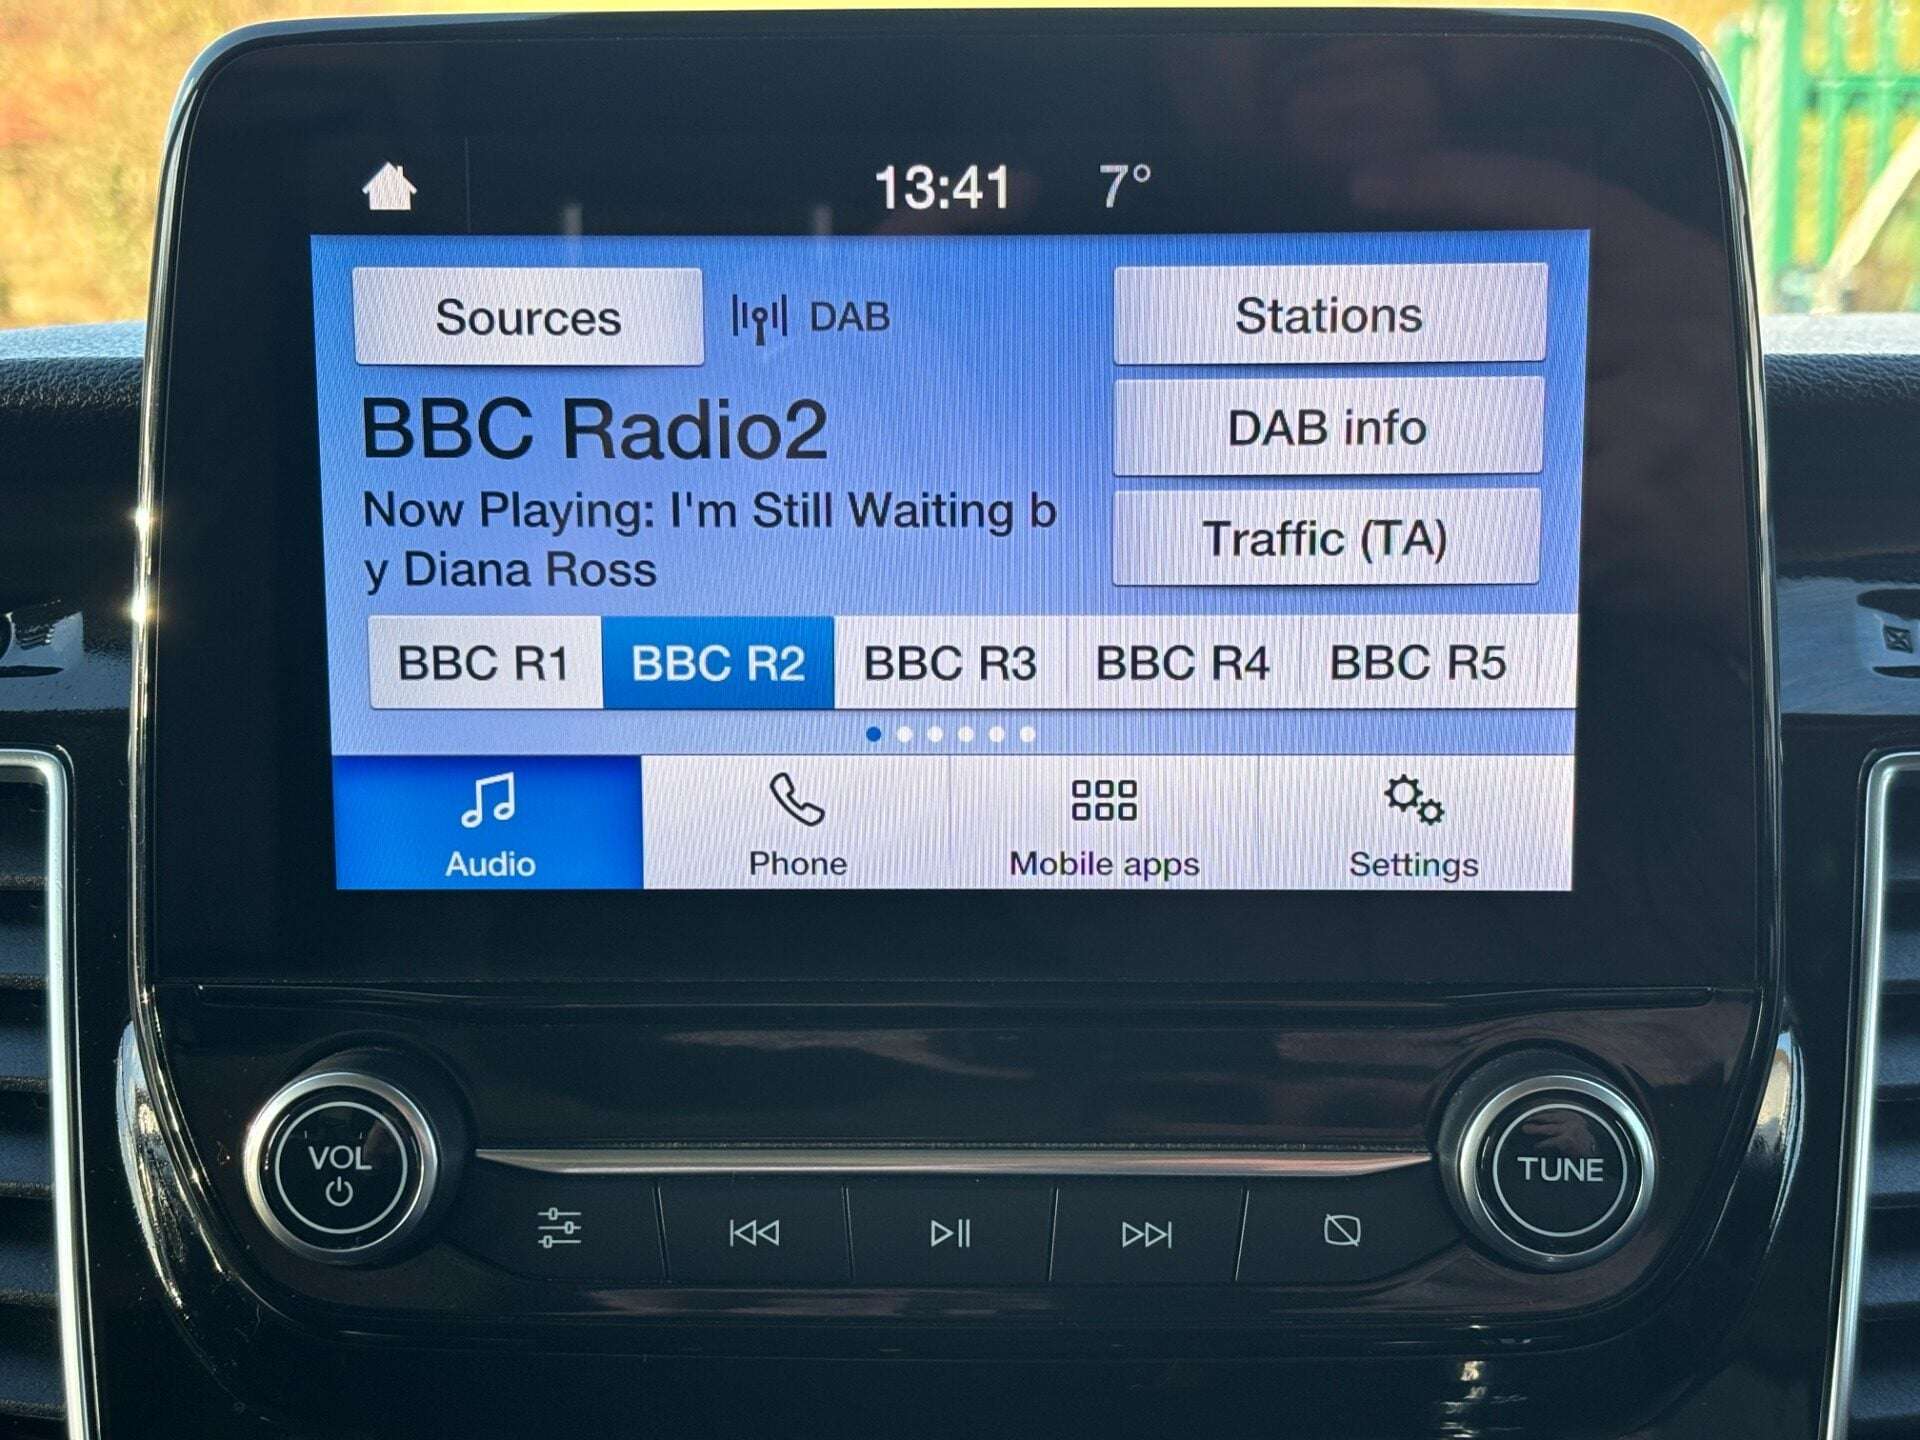 13:41 7°
Sources DAB Stations
BBC Radio2
DAB info
Now Playing: I'm Still Waiting b
y Diana Ross
Traffic (TA)
BBC R1 BBC R2 BBC R3 BBC R4 BBC R5
Audio Phone Mobile apps Settings
VOL TUNE